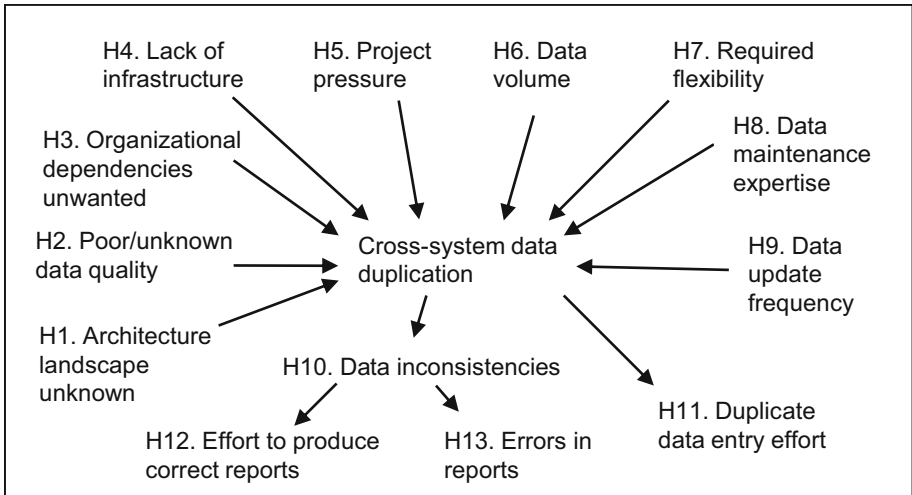 H4. Lack of
infrastructure
H5. Project
pressure
H6. Data
volume
H7. Required
flexibility
H3. Organizational
dependencies
unwanted
H8. Data
maintenance
expertise
H2. Poor/unknown
data quality
Cross-system data
duplication
H9. Data
update
frequency
H1. Architecture
landscape
unknown
H10. Data inconsistencies
H11. Duplicate
data entry effort
H12. Effort to produce
correct reports
H13. Errors in
reports